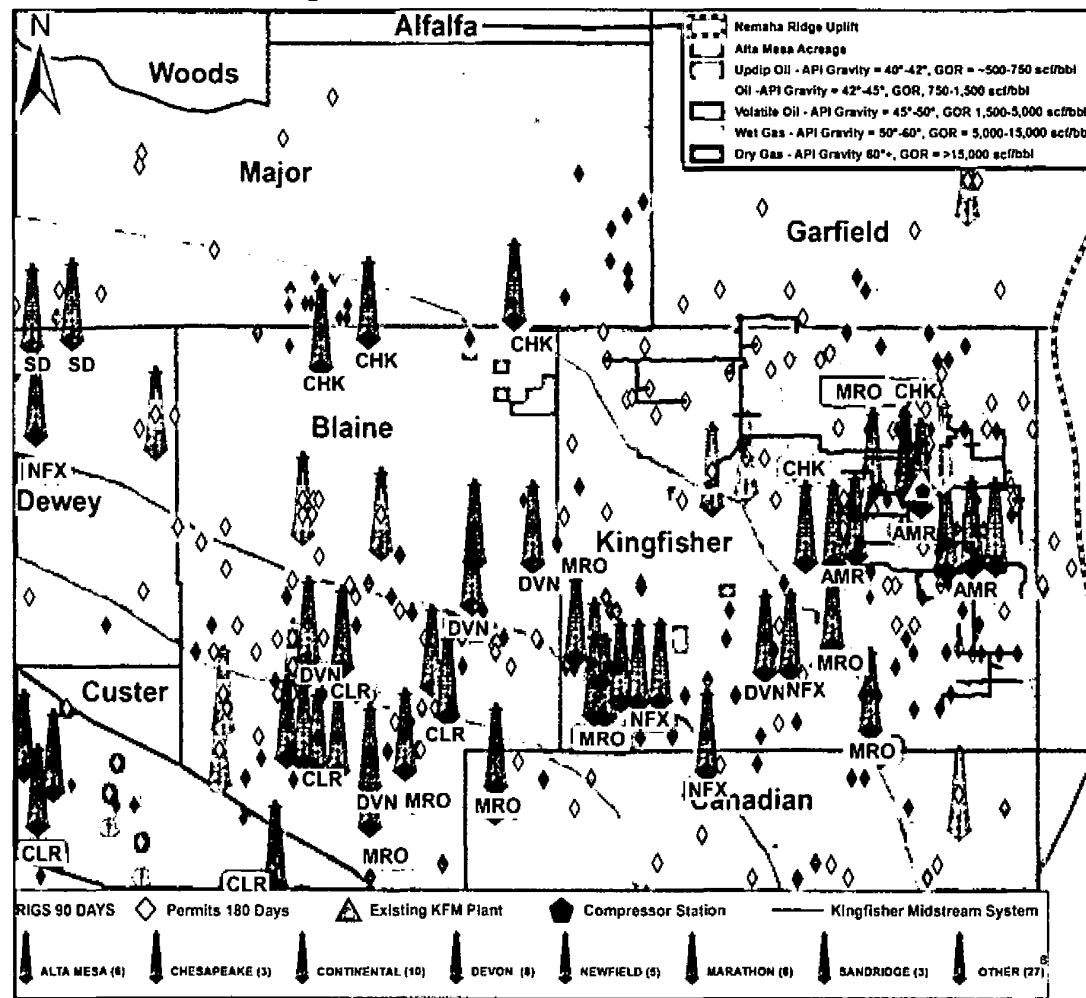 N
Alfalfa
Woods
Nemaha Ridge Uplift
Alta Mesa Acreage
Updip Oil - API Gravity = 40°-42°, GOR = ~500-750 scf/bbl
Oil -API Gravity = 42°-45°, GOR, 750-1,500 scf/bbl
Volatile Oil - API Gravity = 45°-50°, GOR 1,500-5,000 scf/bbl
Wet Gas - API Gravity = 50°-60°, GOR = 5,000-15,000 scf/bbl
Dry Gas - API Gravity 60°+, GOR = >15,000 scf/bbl
Major
Garfield
SD
SD
CHK
CHK
CHK
MRO CHK
Blaine
NFX
CHK
Dewey
Kingfisher
AMR
MRO
DVN
AMR
AMR
DVN
MRO
DVN
CLR
DVN
NFX
Custer
CLR
NFX
MRO
MRO
CLR
DVN
MRO
MRO
NFX
Canadian
CLR
MRO
CLR
RIGS 90 DAYS
Permits 180 Days
Existing KFM Plant
Compressor Station
Kingfisher Midstream System
ALTA MESA (6)
CHESAPEAKE (3)
CONTINENTAL (10)
DEVON (8)
NEWFIELD (5)
MARATHON (6)
SANDRIDGE (3)
OTHER (27)